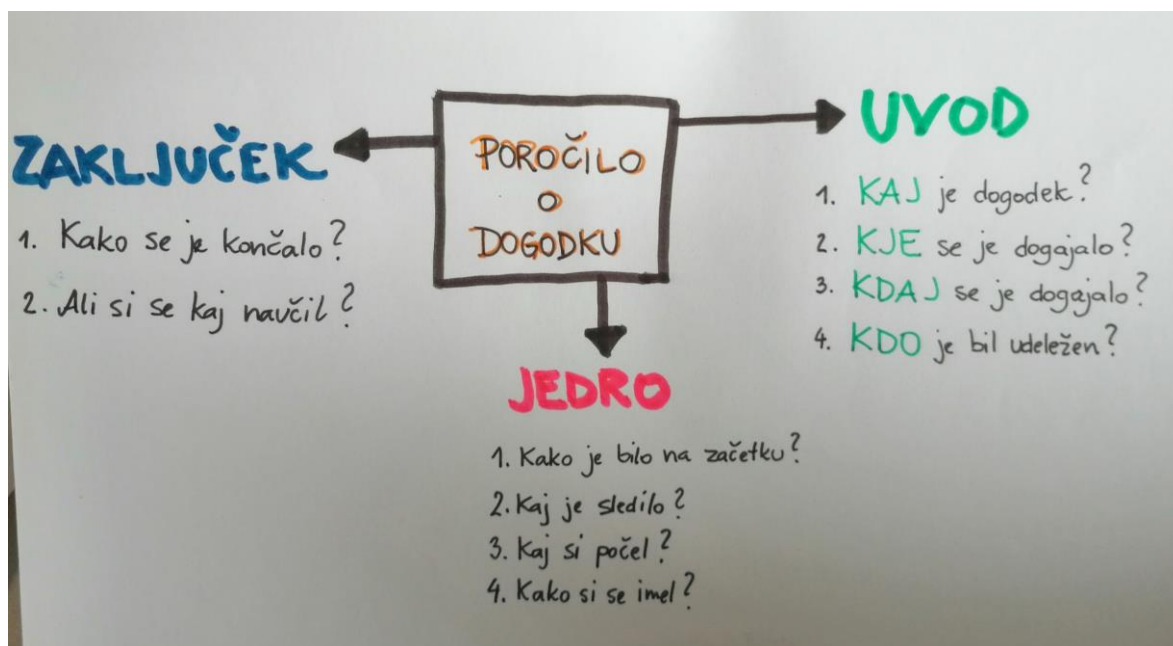 POROČILO
O
DOGODKU
UVOD
1. KAJ je dogodek?
2. KJE se je dogajalo?
3. KDAJ se je dogajalo?
4. KDO je bil udeležen?
JEDRO
1. Kako je bilo na začetku?
2. Kaj je sledilo?
3. Kaj si počel?
4. Kako si se imel?
ZAKLJUČEK
1. Kako se je končalo?
2. Ali si se kaj naučil?